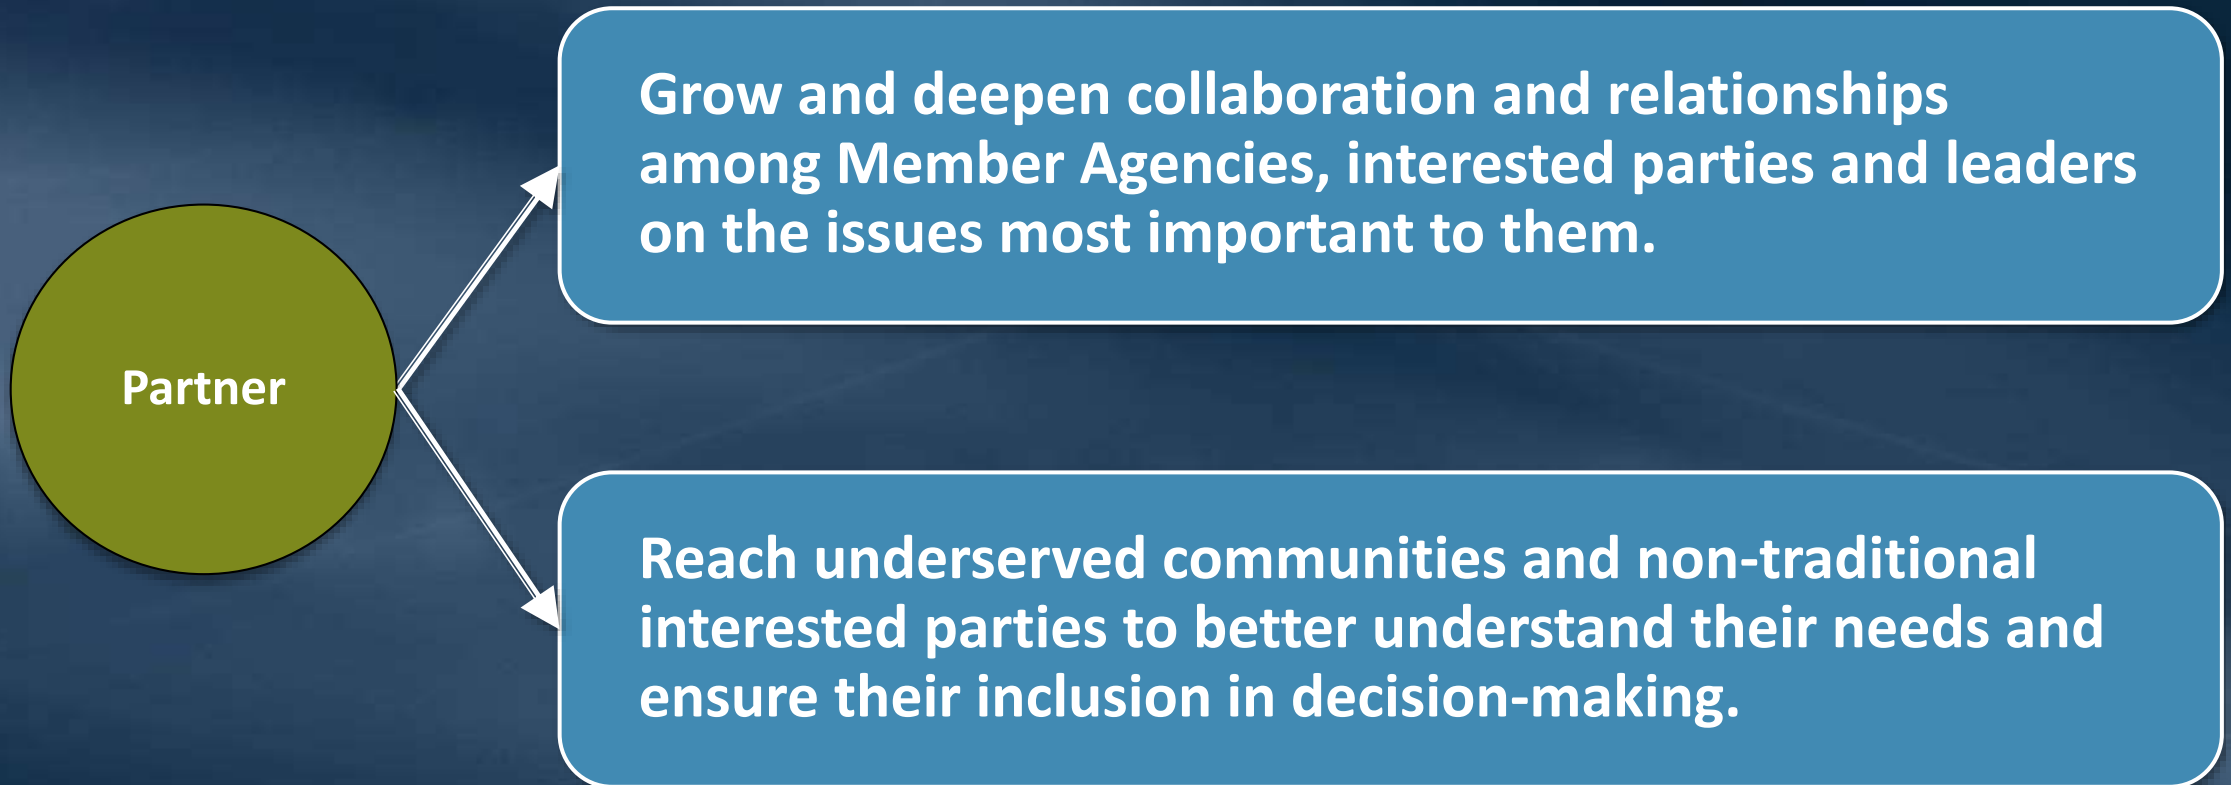 Partner
Grow and deepen collaboration and relationships
among Member Agencies, interested parties and leaders
on the issues most important to them.
Reach underserved communities and non-traditional
interested parties to better understand their needs and
ensure their inclusion in decision-making.